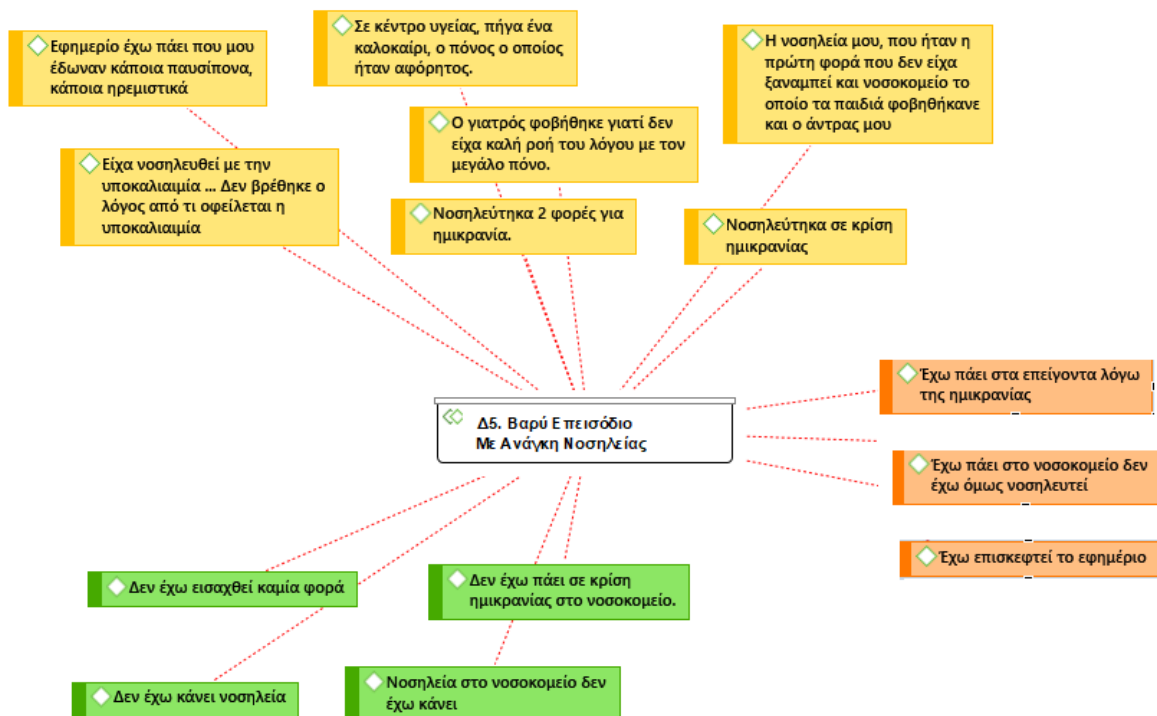 Εφημερίο έχω πάει που μου
έδωναν κάποια παυσίπονα,
κάποια ηρεμιστικά
Σε κέντρο υγείας, πήγα ένα
καλοκαίρι, ο πόνος ο οποίος
ήταν αφόρητος.
Η νοσηλεία μου, που ήταν η
πρώτη φορά που δεν είχα
ξαναμπεί και νοσοκομείο το
οποίο τα παιδιά φοβηθήκανε
και ο άντρας μου
Ο γιατρός φοβήθηκε γιατί δεν
είχα καλή ροή του λόγου με τον
μεγάλο πόνο.
Είχα νοσηλευθεί με την
υποκαλιαιμία ... Δεν βρέθηκε ο
λόγος από τι οφείλεται η
υποκαλιαιμία
Νοσηλεύτηκα 2 φορές για
ημικρανία.
Νοσηλεύτηκα σε κρίση
ημικρανίας
Έχω πάει στα επείγοντα λόγω
της ημικρανίας
Δ5. Βαρύ Επεισόδιο
Με Ανάγκη Νοσηλείας
Έχω πάει στο νοσοκομείο δεν
έχω όμως νοσηλευτεί
Έχω επισκεφτεί το εφημέριο
Δεν έχω εισαχθεί καμία φορά
Δεν έχω πάει σε κρίση
ημικρανίας στο νοσοκομείο.
Δεν έχω κάνει νοσηλεία
Νοσηλεία στο νοσοκομείο δεν
έχω κάνει